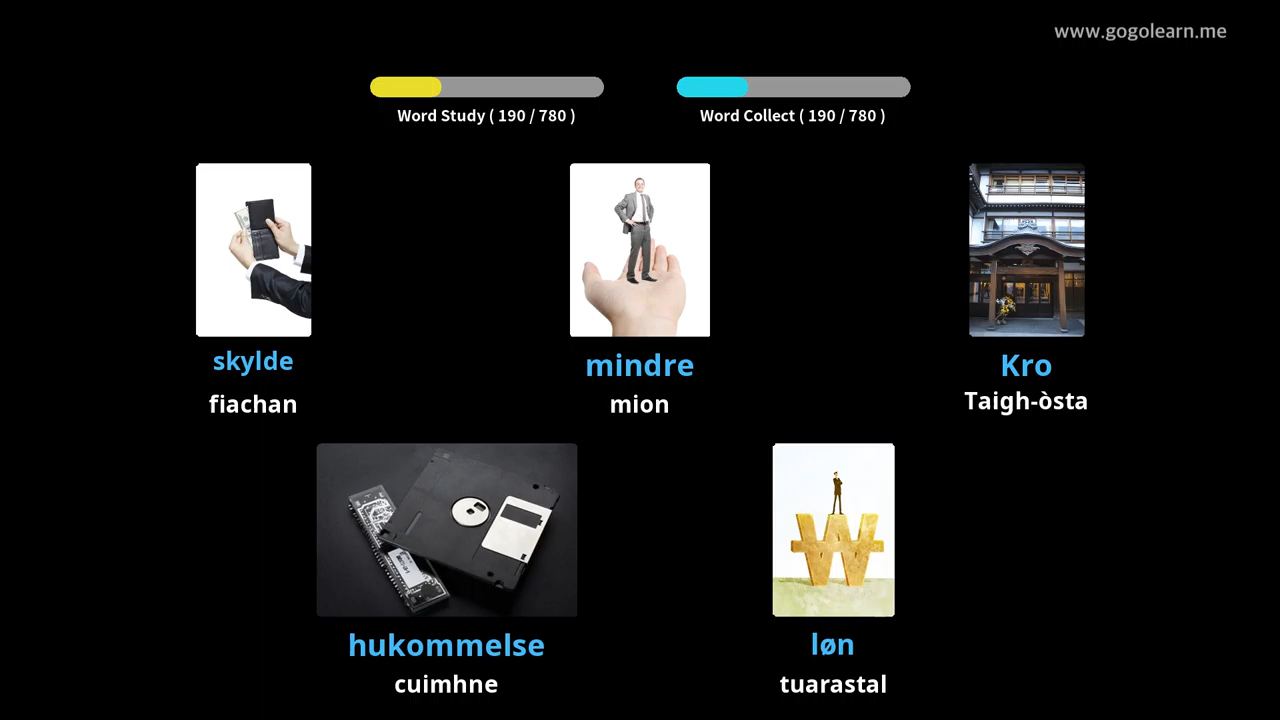 www.gogolearn.me
Word Study ( 190 / 780 )
Word Collect ( 190 / 780 )
skylde
fiachan
mindre
mion
Kro
Taigh-òsta
hukommelse
cuimhne
løn
tuarastal